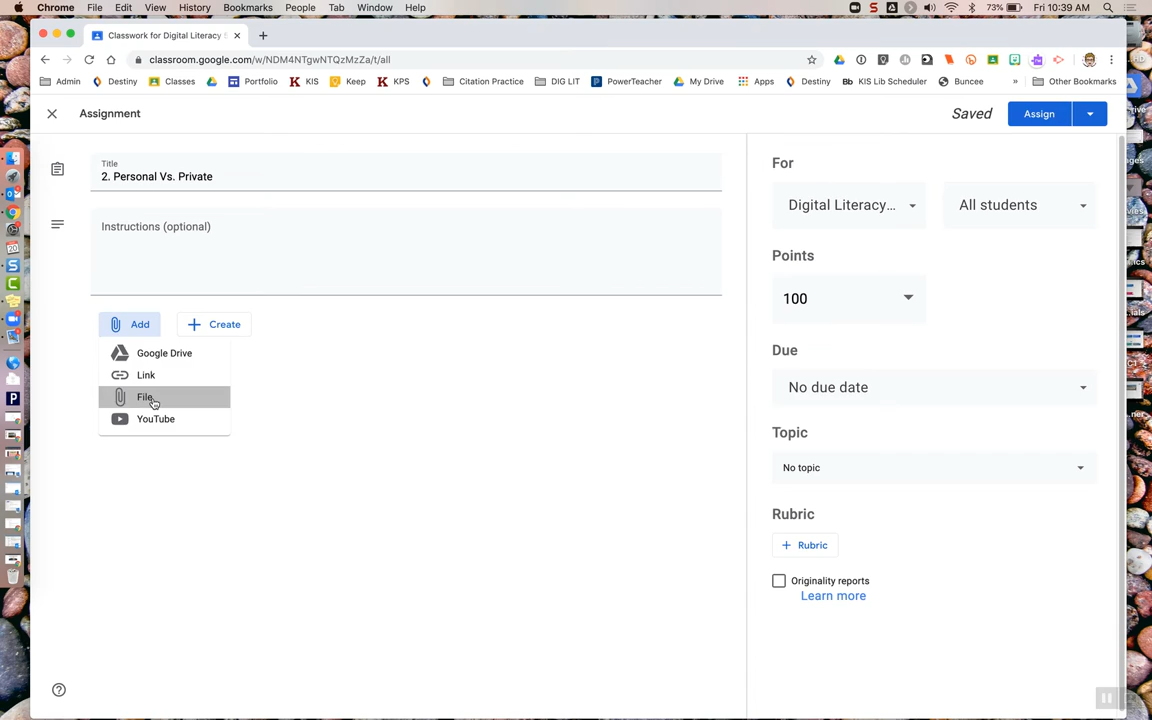 Chrome File Edit View History Bookmarks People Tab Window Help 73% Fri 10:39 AM
Classwork for Digital Literacy
classroom.google.com/w/NDM4NTgwNTQzMzZa/t/all
Admin Destiny Classes Portfolio KIS Keep KPS Citation Practice DIG LIT PowerTeacher My Drive Apps Destiny Bb KIS Lib Scheduler Buncee » Other Bookmarks
Assignment Saved Assign
Title
2. Personal Vs. Private
Instructions (optional)
Add Create
Google Drive
Link
File
YouTube
For
Digital Literacy... All students
Points
100
Due
No due date
Topic
No topic
Rubric
+ Rubric
Originality reports
Learn more